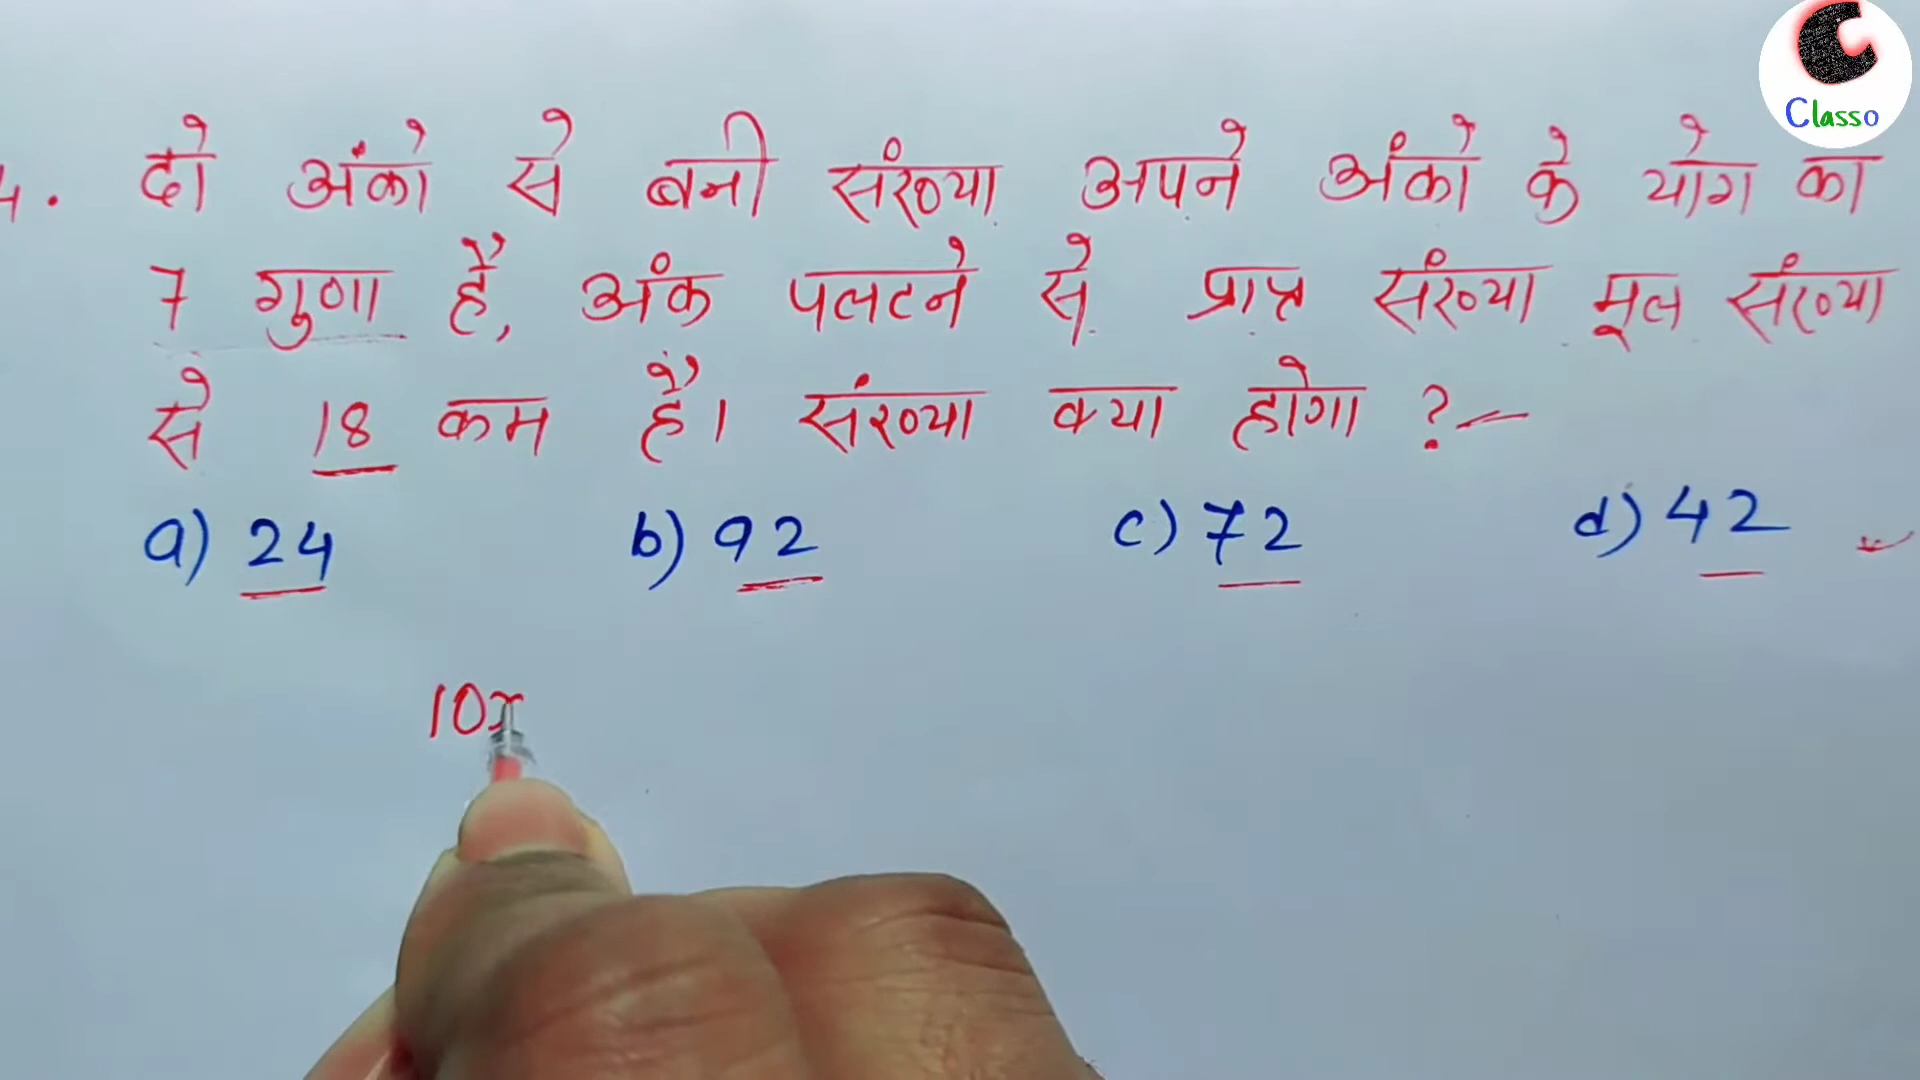 C
Classo
4. दो अंको से बनी संख्या अपने अंको के योग का
7 गुणा है, अंक पलटने से प्राप्त संख्या मूल संख्या
से 18 कम है। संख्या क्या होगा ?
a) 24 b) 92 c) 72 d) 42
10x